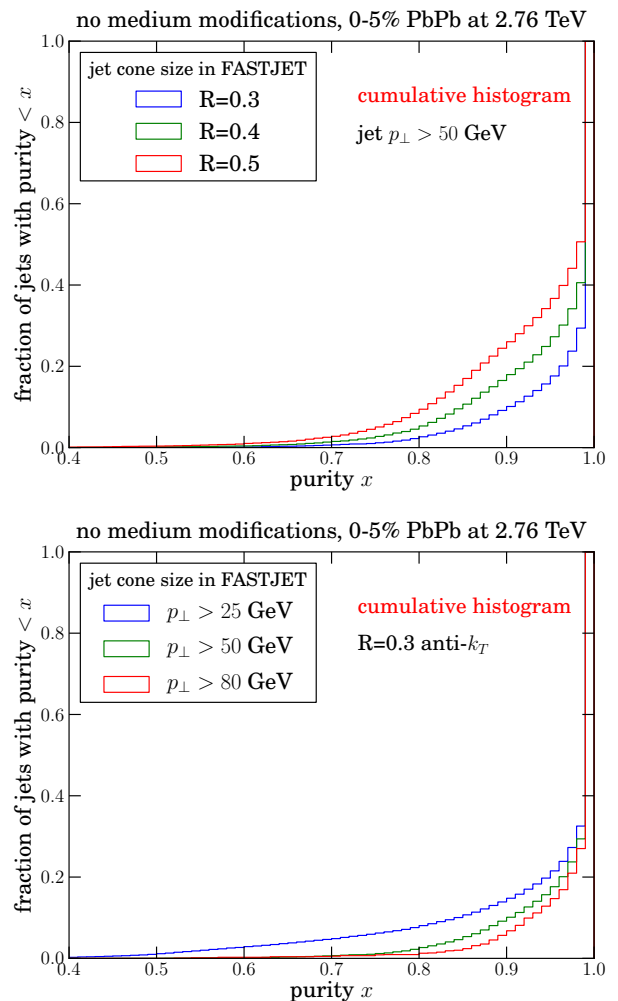 no medium modifications, 0-5% PbPb at 2.76 TeV
1.0
0.8
0.6
0.4
0.2
0.0
fraction of jets with purity < x
jet cone size in FASTJET
R=0.3
R=0.4
R=0.5
cumulative histogram
jet p⊥ > 50 GeV
0.4 0.5 0.6 0.7 0.8 0.9 1.0
purity x
no medium modifications, 0-5% PbPb at 2.76 TeV
1.0
0.8
0.6
0.4
0.2
0.0
fraction of jets with purity < x
jet cone size in FASTJET
p⊥ > 25 GeV
p⊥ > 50 GeV
p⊥ > 80 GeV
cumulative histogram
R=0.3 anti-k_T
0.4 0.5 0.6 0.7 0.8 0.9 1.0
purity x